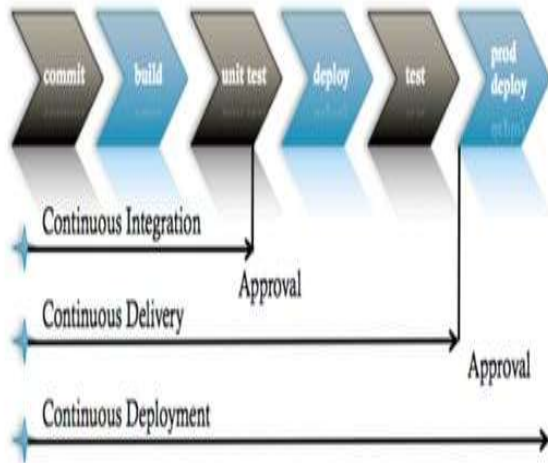 commit
build
unit test
deploy
test
prod
deploy
Continuous Integration
Approval
Continuous Delivery
Approval
Continuous Deployment